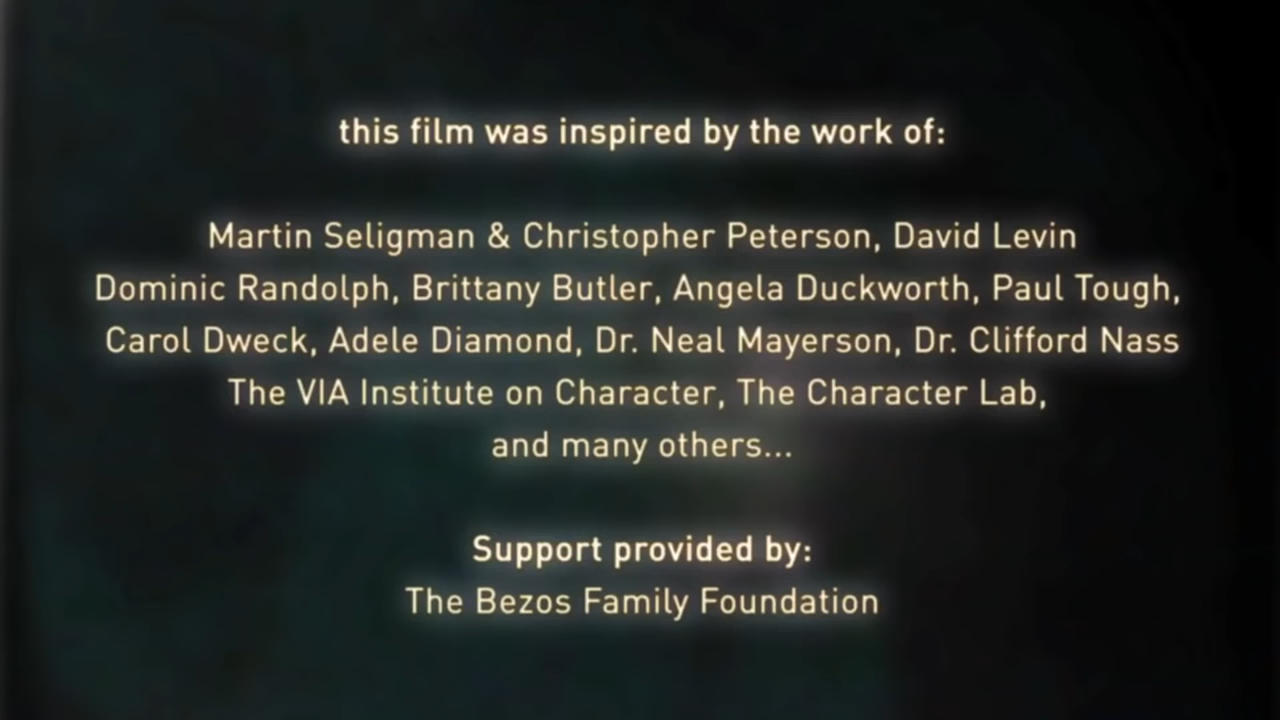 this film was inspired by the work of:
Martin Seligman & Christopher Peterson, David Levin
Dominic Randolph, Brittany Butler, Angela Duckworth, Paul Tough,
Carol Dweck, Adele Diamond, Dr. Neal Mayerson, Dr. Clifford Nass
The VIA Institute on Character, The Character Lab,
and many others...
Support provided by:
The Bezos Family Foundation